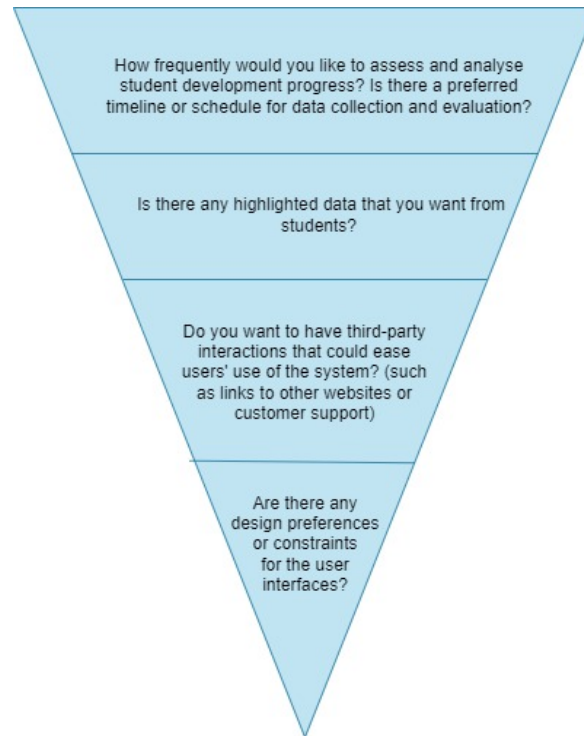 How frequently would you like to assess and analyse
student development progress? Is there a preferred
timeline or schedule for data collection and evaluation?
Is there any highlighted data that you want from
students?
Do you want to have third-party
interactions that could ease
users' use of the system? (such
as links to other websites or
customer support)
Are there any
design preferences
or constraints
for the user
interfaces?